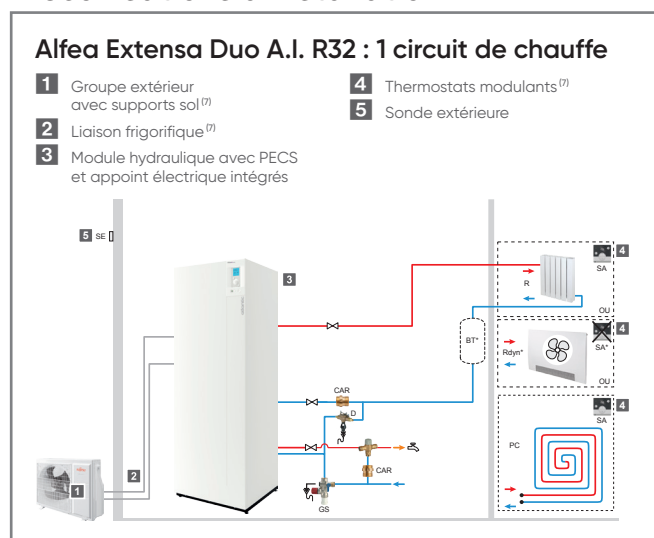 Alfea Extensa Duo A.I. R32 : 1 circuit de chauffe
1 Groupe extérieur
avec supports sol (7)
2 Liaison frigorifique (7)
3 Module hydraulique avec PECS
et appoint électrique intégrés
4 Thermostats modulants (7)
5 Sonde extérieure
5 SE
3
4
SA
R
OU
BT*
4
Rdyn*
SA*
OU
CAR
D
4
SA
PC
CAR
2
1
GS